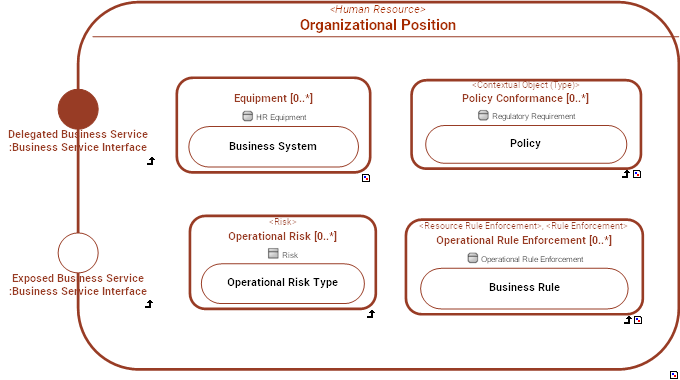 <Human Resource>
Organizational Position
Delegated Business Service
:Business Service Interface
Equipment [0..*]
HR Equipment
Business System
<Contextual Object (Type)>
Policy Conformance [0..*]
Regulatory Requirement
Policy
Exposed Business Service
:Business Service Interface
<Risk>
Operational Risk [0..*]
Risk
Operational Risk Type
<Resource Rule Enforcement>, <Rule Enforcement>
Operational Rule Enforcement [0..*]
Operational Rule Enforcement
Business Rule